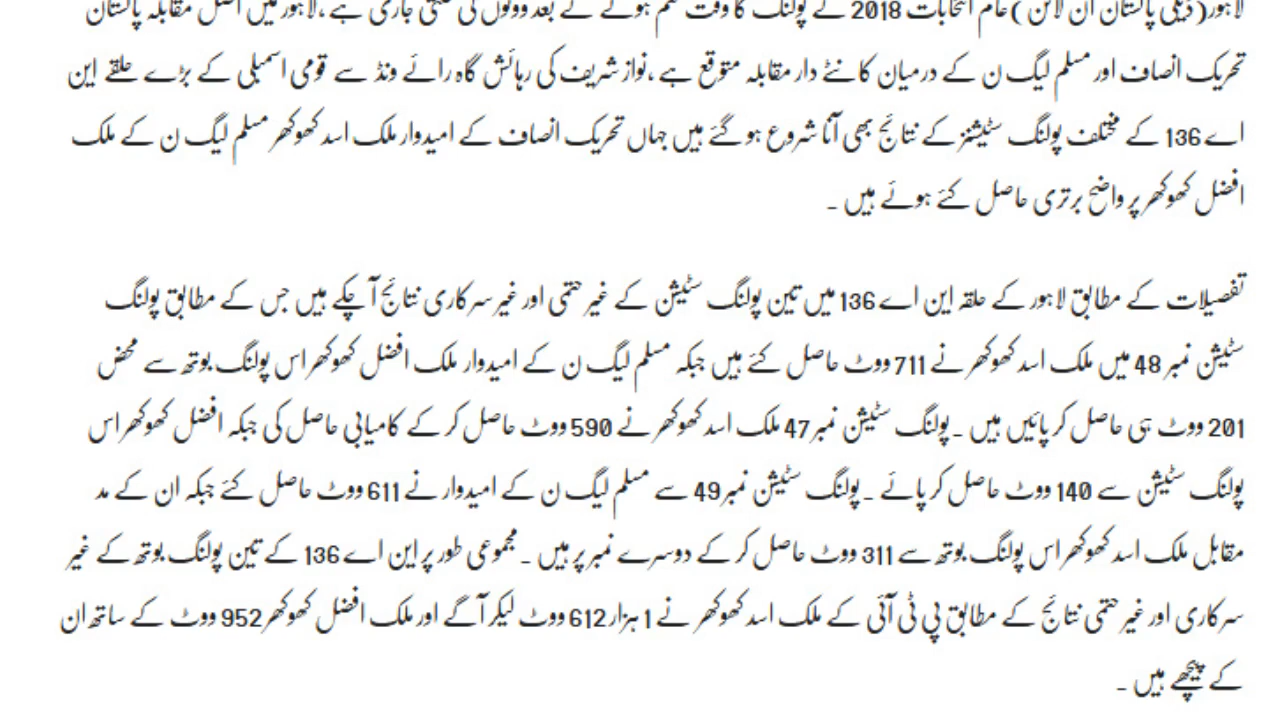 لاہور(ڈیلی پاکستان آن لائن )عام انتخابات 2018 کے پولنگ کا وقت ختم ہونے کے بعد ووٹوں کی گنتی جاری ہے ،لاہور میں اصل مقابلہ پاکستان
تحریک انصاف اور مسلم لیگ ن کے درمیان کانٹے دار مقابلہ متوقع ہے ،نواز شریف کی رہائش گاہ رائے ونڈ سے قومی اسمبلی کے بڑے حلقے این
اے 136 کے مختلف پولنگ سٹیشنز کے نتائج بھی آنا شروع ہو گئے ہیں جہاں تحریک انصاف کے امیدوار ملک اسد کھوکھر مسلم لیگ ن کے ملک
افضل کھوکھر پر واضح برتری حاصل کئے ہوئے ہیں ۔
تفصیلات کے مطابق لاہور کے حلقہ این اے 136 میں تین پولنگ سٹیشن کے غیر حتمی اور غیر سرکاری نتائج آ چکے ہیں جس کے مطابق پولنگ
سٹیشن نمبر 48 میں ملک اسد کھوکھر نے 711 ووٹ حاصل کئے ہیں جبکہ مسلم لیگ ن کے امیدوار ملک افضل کھوکھر اس پولنگ بوتھ سے محض
201 ووٹ ہی حاصل کر پائیں ہیں ۔پولنگ سٹیشن نمبر 47 ملک اسد کھوکھر نے 590 ووٹ حاصل کر کے کامیابی حاصل کی جبکہ افضل کھوکھر اس
پولنگ سٹیشن سے 140 ووٹ حاصل کر پائے ۔پولنگ سٹیشن نمبر 49 سے مسلم لیگ ن کے امیدوار نے 611 ووٹ حاصل کئے جبکہ ان کے مد
مقابل ملک اسد کھوکھر اس پولنگ بوتھ سے 311 ووٹ حاصل کر کے دوسرے نمبر پر ہیں ۔ مجموعی طور پر این اے 136 کے تین پولنگ بوتھ کے غیر
سرکاری اور غیر حتمی نتائج کے مطابق پی ٹی آئی کے ملک اسد کھوکھر نے 1 ہزار 612 ووٹ لیکر آگے اور ملک افضل کھوکھر 952 ووٹ کے ساتھ ان
کے پیچھے ہیں ۔